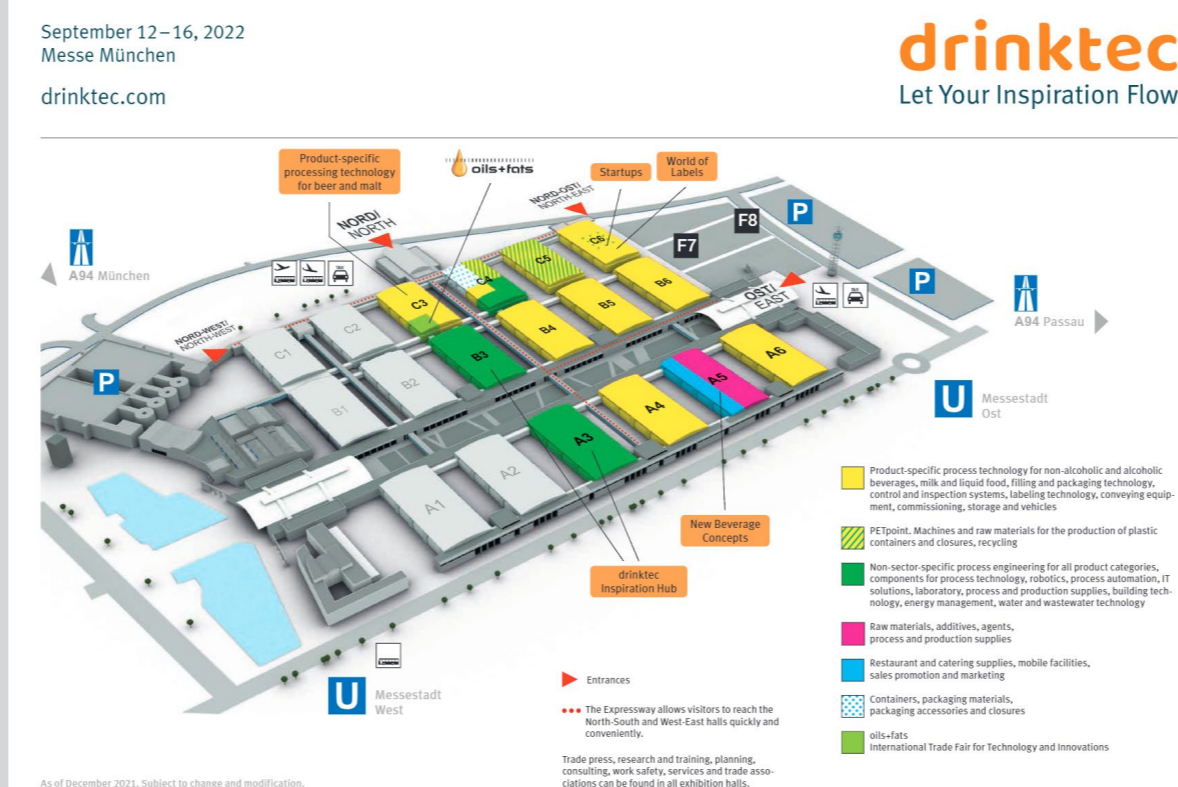 September 12–16, 2022
Messe München
drinktec.com
drinktec
Let Your Inspiration Flow
Product-specific
processing technology
for beer and malt
oils+fats
Startups
World of
Labels
NORD/
NORTH
NORD-OST/
NORTH-EAST
NORD-WEST/
NORTH-WEST
OST/
EAST
A94 München
A94 Passau
TAXI
P
P
P
F7
F8
C1
C2
C3
C4
C5
C6
B1
B2
B3
B4
B5
B6
A1
A2
A3
A4
A5
A6
U
Messestadt
Ost
New Beverage
Concepts
drinktec
Inspiration Hub
U
Messestadt
West
Entrances
The Expressway allows visitors to reach the
North-South and West-East halls quickly and
conveniently.
Trade press, research and training, planning,
consulting, work safety, services and trade asso-
ciations can be found in all exhibition halls.
Product-specific process technology for non-alcoholic and alcoholic
beverages, milk and liquid food, filling and packaging technology,
control and inspection systems, labeling technology, conveying equip-
ment, commissioning, storage and vehicles
PETpoint. Machines and raw materials for the production of plastic
containers and closures, recycling
Non-sector-specific process engineering for all product categories,
components for process technology, robotics, process automation, IT
solutions, laboratory, process and production supplies, building tech-
nology, energy management, water and wastewater technology
Raw materials, additives, agents,
process and production supplies
Restaurant and catering supplies, mobile facilities,
sales promotion and marketing
Containers, packaging materials,
packaging accessories and closures
oils+fats
International Trade Fair for Technology and Innovations
As of December 2021. Subject to change and modification.